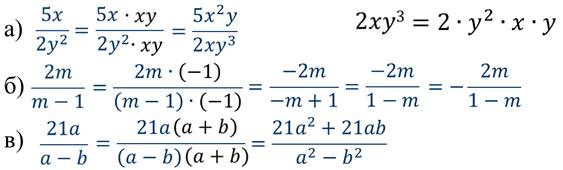 а) 5x/2y² = 5x · xy/2y² · xy = 5x²y/2xy³ 2xy³ = 2 · y² · x · y
б) 2m/m − 1 = 2m · (−1)/(m − 1) · (−1) = −2m/−m + 1 = −2m/1 − m = − 2m/1 − m
в) 21a/a − b = 21a(a + b)/(a − b)(a + b) = 21a² + 21ab/a² − b²